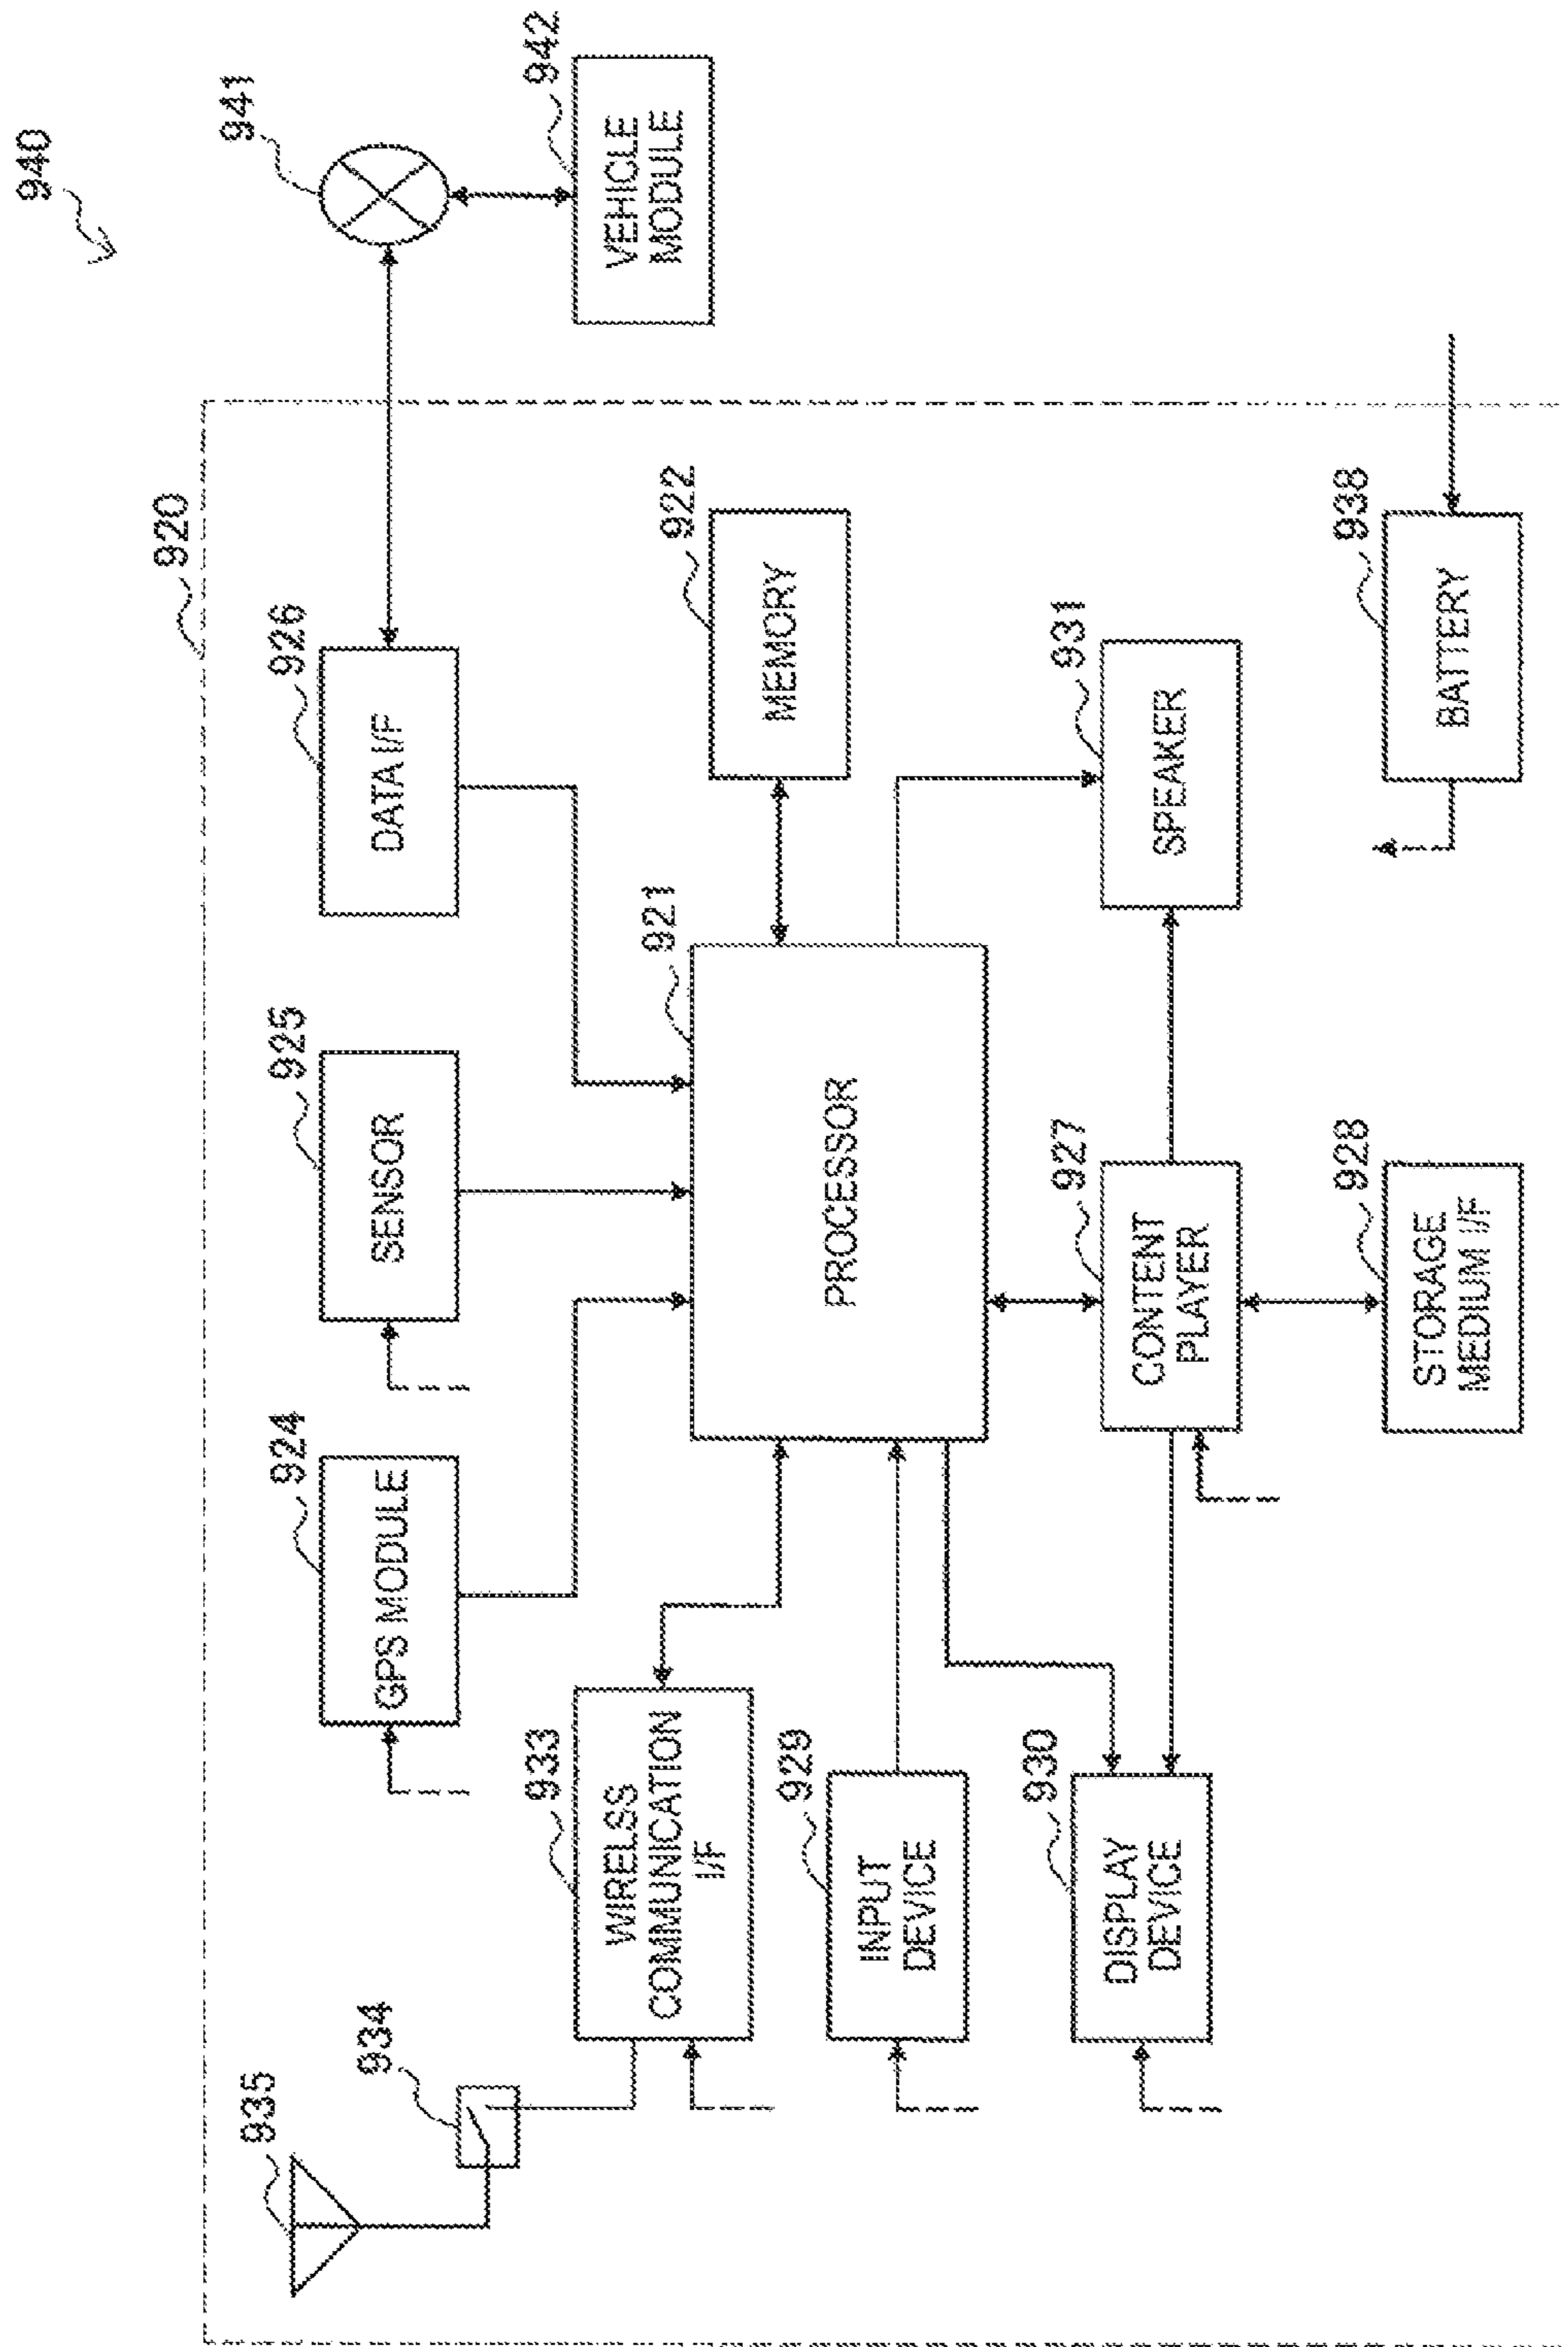 940
941
942
VEHICLE
MODULE
920
926
DATA I/F
925
SENSOR
924
GPS MODULE
935
934
933
WIRELSS
COMMUNICATION
I/F
921
PROCESSOR
922
MEMORY
929
INPUT
DEVICE
930
DISPLAY
DEVICE
927
CONTENT
PLAYER
931
SPEAKER
928
STORAGE
MEDIUM I/F
938
BATTERY